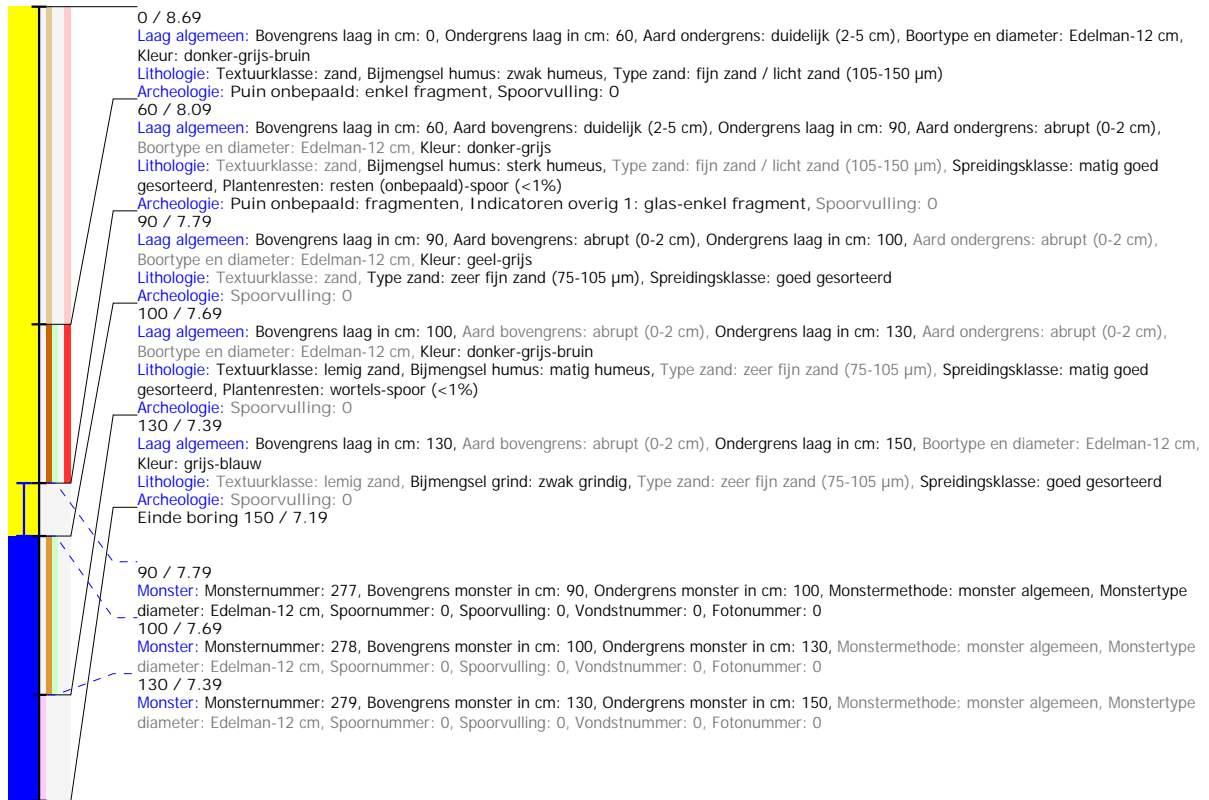 0 / 8.69
Laag algemeen: Bovengrens laag in cm: 0, Ondergrens laag in cm: 60, Aard ondergrens: duidelijk (2-5 cm), Boortype en diameter: Edelman-12 cm,
Kleur: donker-grijs-bruin
Lithologie: Textuurklasse: zand, Bijmengsel humus: zwak humeus, Type zand: fijn zand / licht zand (105-150 µm)
Archeologie: Puin onbepaald: enkel fragment, Spoorvulling: 0
60 / 8.09
Laag algemeen: Bovengrens laag in cm: 60, Aard bovengrens: duidelijk (2-5 cm), Ondergrens laag in cm: 90, Aard ondergrens: abrupt (0-2 cm),
Boortype en diameter: Edelman-12 cm, Kleur: donker-grijs
Lithologie: Textuurklasse: zand, Bijmengsel humus: sterk humeus, Type zand: fijn zand / licht zand (105-150 µm), Spreidingsklasse: matig goed
gesorteerd, Plantenresten: resten (onbepaald)-spoor (<1%)
Archeologie: Puin onbepaald: fragmenten, Indicatoren overig 1: glas-enkel fragment, Spoorvulling: 0
90 / 7.79
Laag algemeen: Bovengrens laag in cm: 90, Aard bovengrens: abrupt (0-2 cm), Ondergrens laag in cm: 100, Aard ondergrens: abrupt (0-2 cm),
Boortype en diameter: Edelman-12 cm, Kleur: geel-grijs
Lithologie: Textuurklasse: zand, Type zand: zeer fijn zand (75-105 µm), Spreidingsklasse: goed gesorteerd
Archeologie: Spoorvulling: 0
100 / 7.69
Laag algemeen: Bovengrens laag in cm: 100, Aard bovengrens: abrupt (0-2 cm), Ondergrens laag in cm: 130, Aard ondergrens: abrupt (0-2 cm),
Boortype en diameter: Edelman-12 cm, Kleur: donker-grijs-bruin
Lithologie: Textuurklasse: lemig zand, Bijmengsel humus: matig humeus, Type zand: zeer fijn zand (75-105 µm), Spreidingsklasse: matig goed
gesorteerd, Plantenresten: wortels-spoor (<1%)
Archeologie: Spoorvulling: 0
130 / 7.39
Laag algemeen: Bovengrens laag in cm: 130, Aard bovengrens: abrupt (0-2 cm), Ondergrens laag in cm: 150, Boortype en diameter: Edelman-12 cm,
Kleur: grijs-blauw
Lithologie: Textuurklasse: lemig zand, Bijmengsel grind: zwak grindig, Type zand: zeer fijn zand (75-105 µm), Spreidingsklasse: goed gesorteerd
Archeologie: Spoorvulling: 0
Einde boring 150 / 7.19
90 / 7.79
Monster: Monsternummer: 277, Bovengrens monster in cm: 90, Ondergrens monster in cm: 100, Monstermethode: monster algemeen, Monstertype
diameter: Edelman-12 cm, Spoornummer: 0, Spoorvulling: 0, Vondstnummer: 0, Fotonummer: 0
100 / 7.69
Monster: Monsternummer: 278, Bovengrens monster in cm: 100, Ondergrens monster in cm: 130, Monstermethode: monster algemeen, Monstertype
diameter: Edelman-12 cm, Spoornummer: 0, Spoorvulling: 0, Vondstnummer: 0, Fotonummer: 0
130 / 7.39
Monster: Monsternummer: 279, Bovengrens monster in cm: 130, Ondergrens monster in cm: 150, Monstermethode: monster algemeen, Monstertype
diameter: Edelman-12 cm, Spoornummer: 0, Spoorvulling: 0, Vondstnummer: 0, Fotonummer: 0